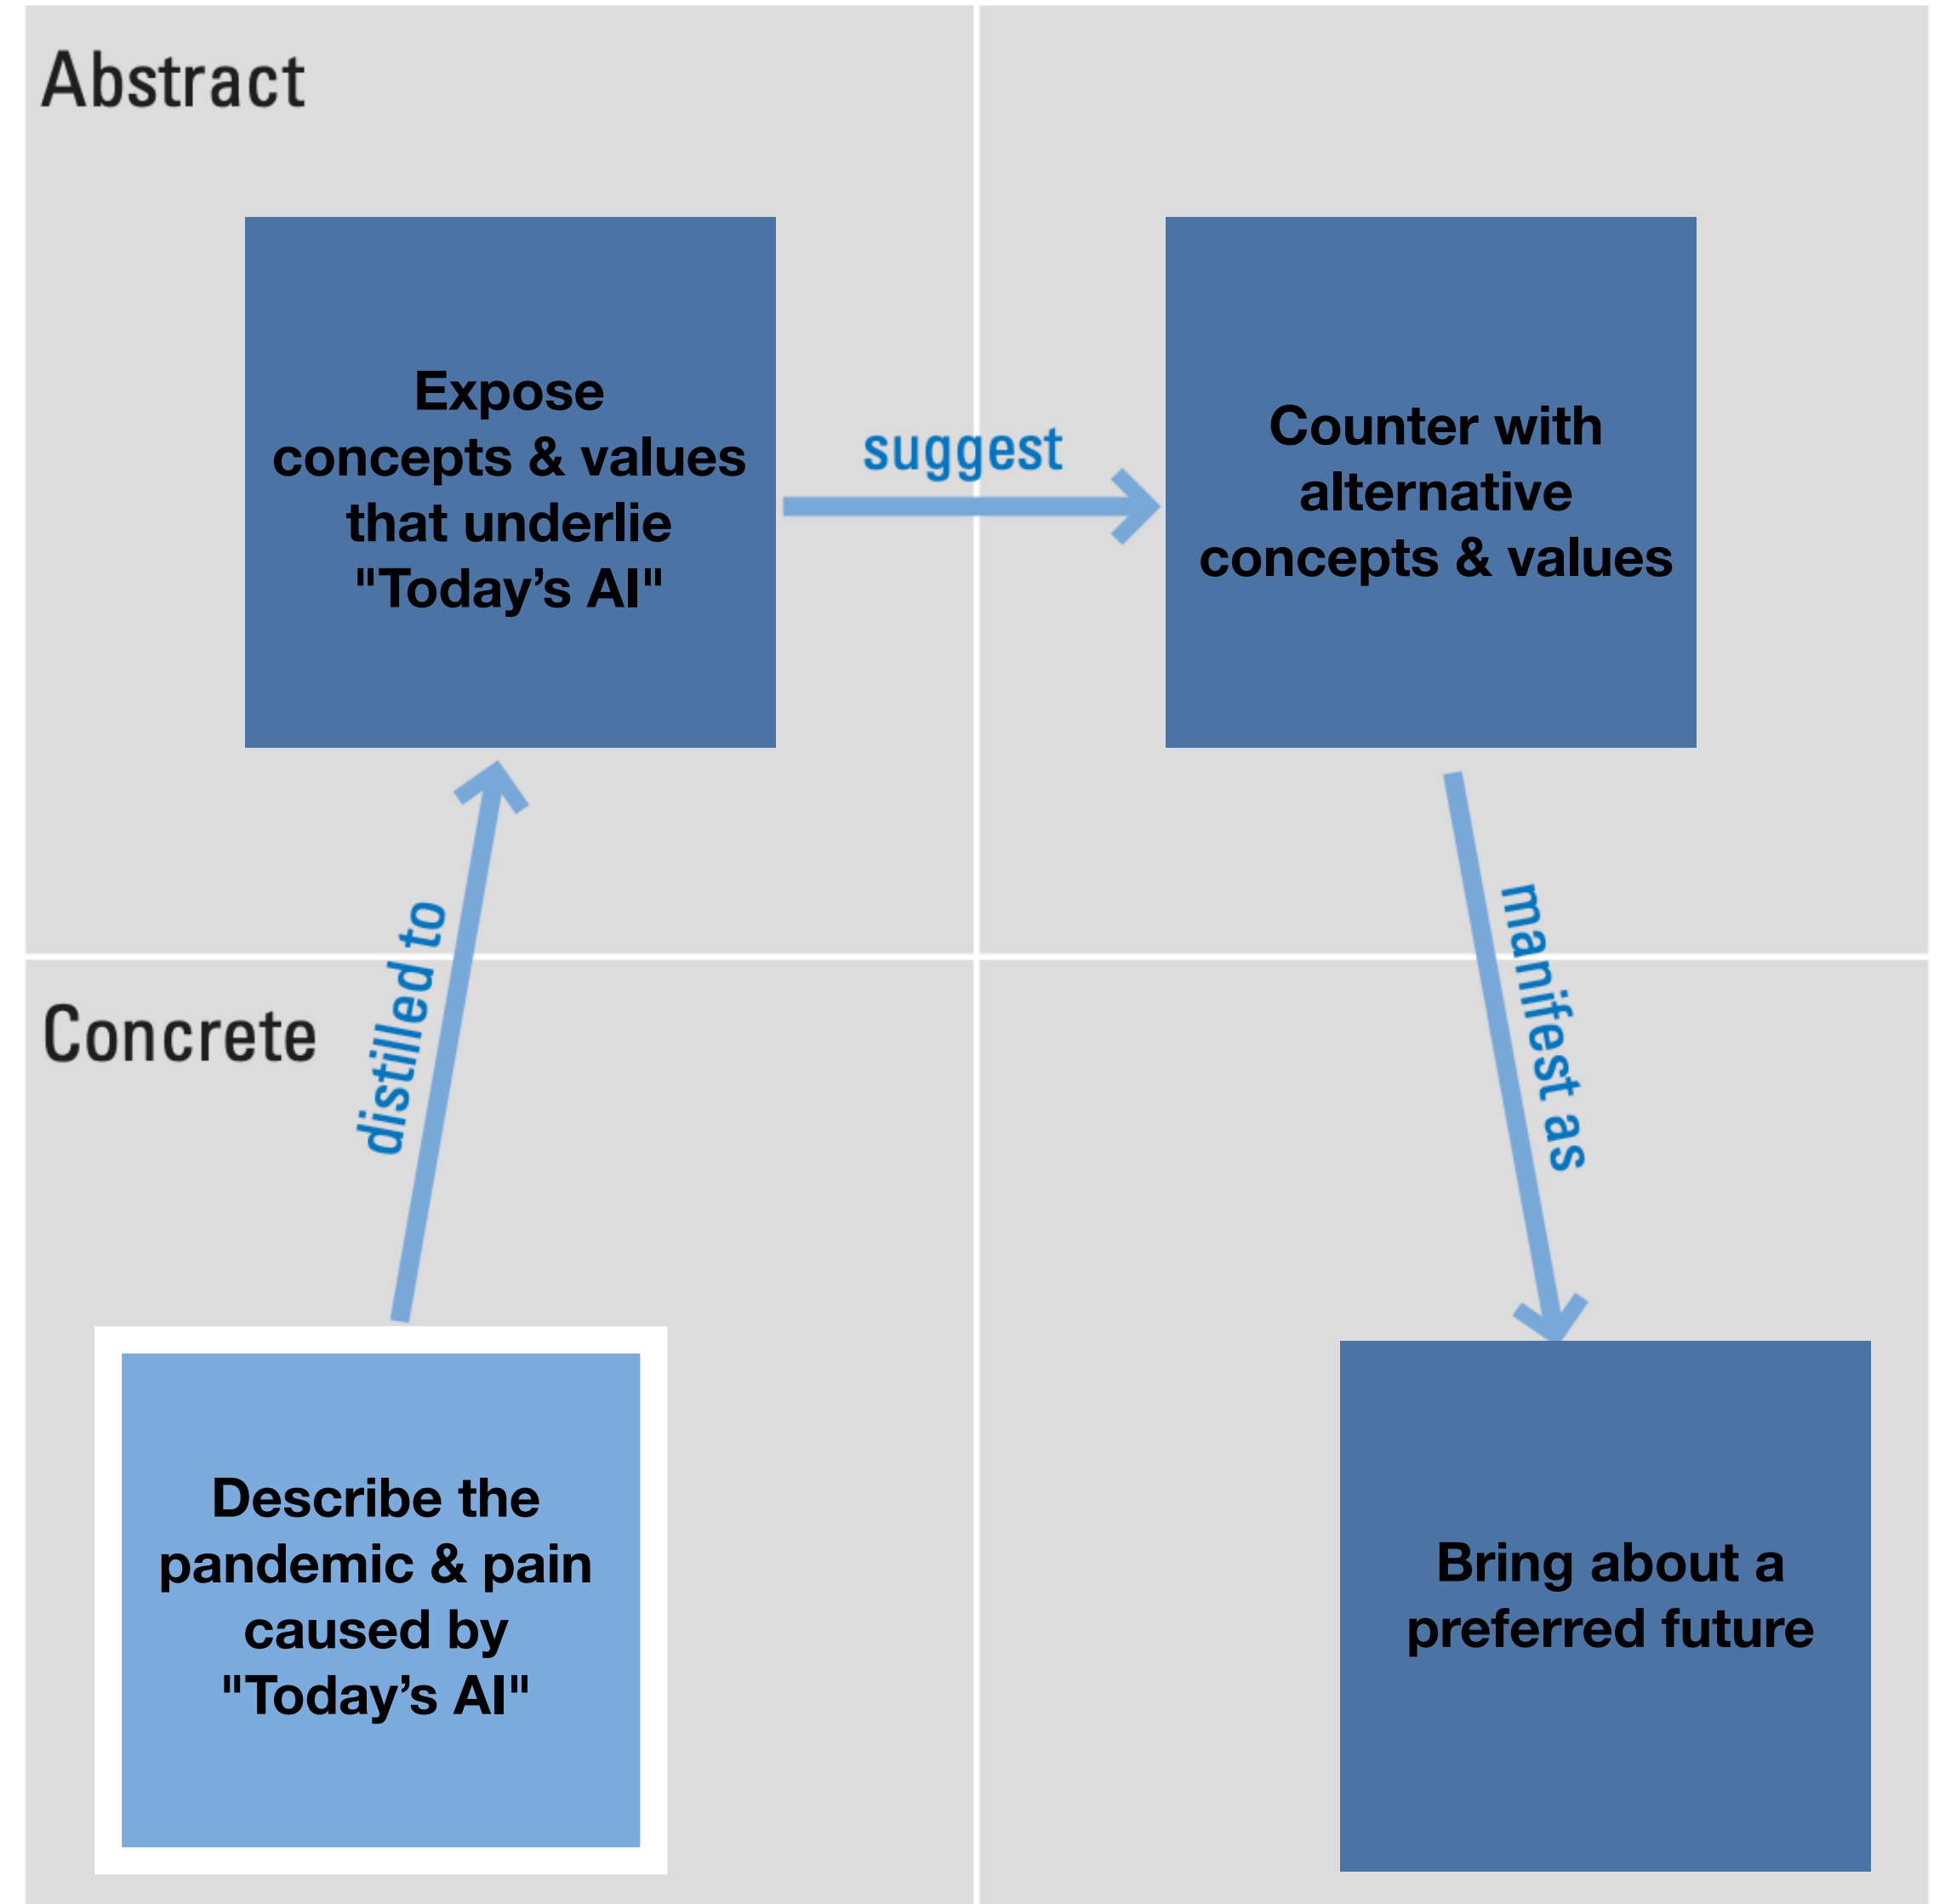 Abstract
Expose
concepts & values
that underlie
"Today’s AI"
suggest
Counter with
alternative
concepts & values
distilled to
manifest as
Concrete
Describe the
pandemic & pain
caused by
"Today’s AI"
Bring about a
preferred future